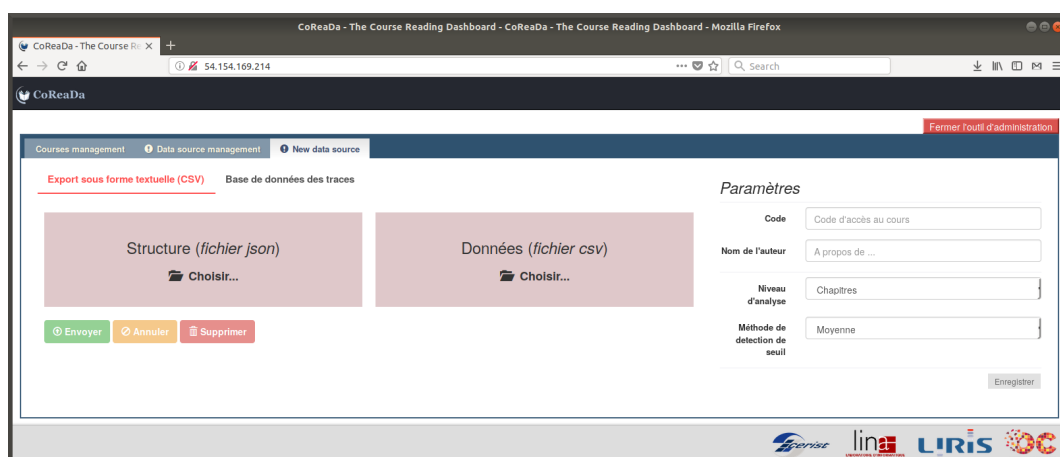 CoReaDa - The Course Reading Dashboard - CoReaDa - The Course Reading Dashboard - Mozilla Firefox
CoReaDa - The Course Re
54.154.169.214
Search
CoReaDa
Fermer l'outil d'administration
Courses management
Data source management
New data source
Export sous forme textuelle (CSV)
Base de données des traces
Structure (fichier json)
Choisir...
Données (fichier csv)
Choisir...
Envoyer
Annuler
Supprimer
Paramètres
Code
Code d'accès au cours
Nom de l'auteur
A propos de ...
Niveau
d'analyse
Chapitres
Méthode de
detection de
seuil
Moyenne
Enregistrer
cerist
lina
LIRIS
OC